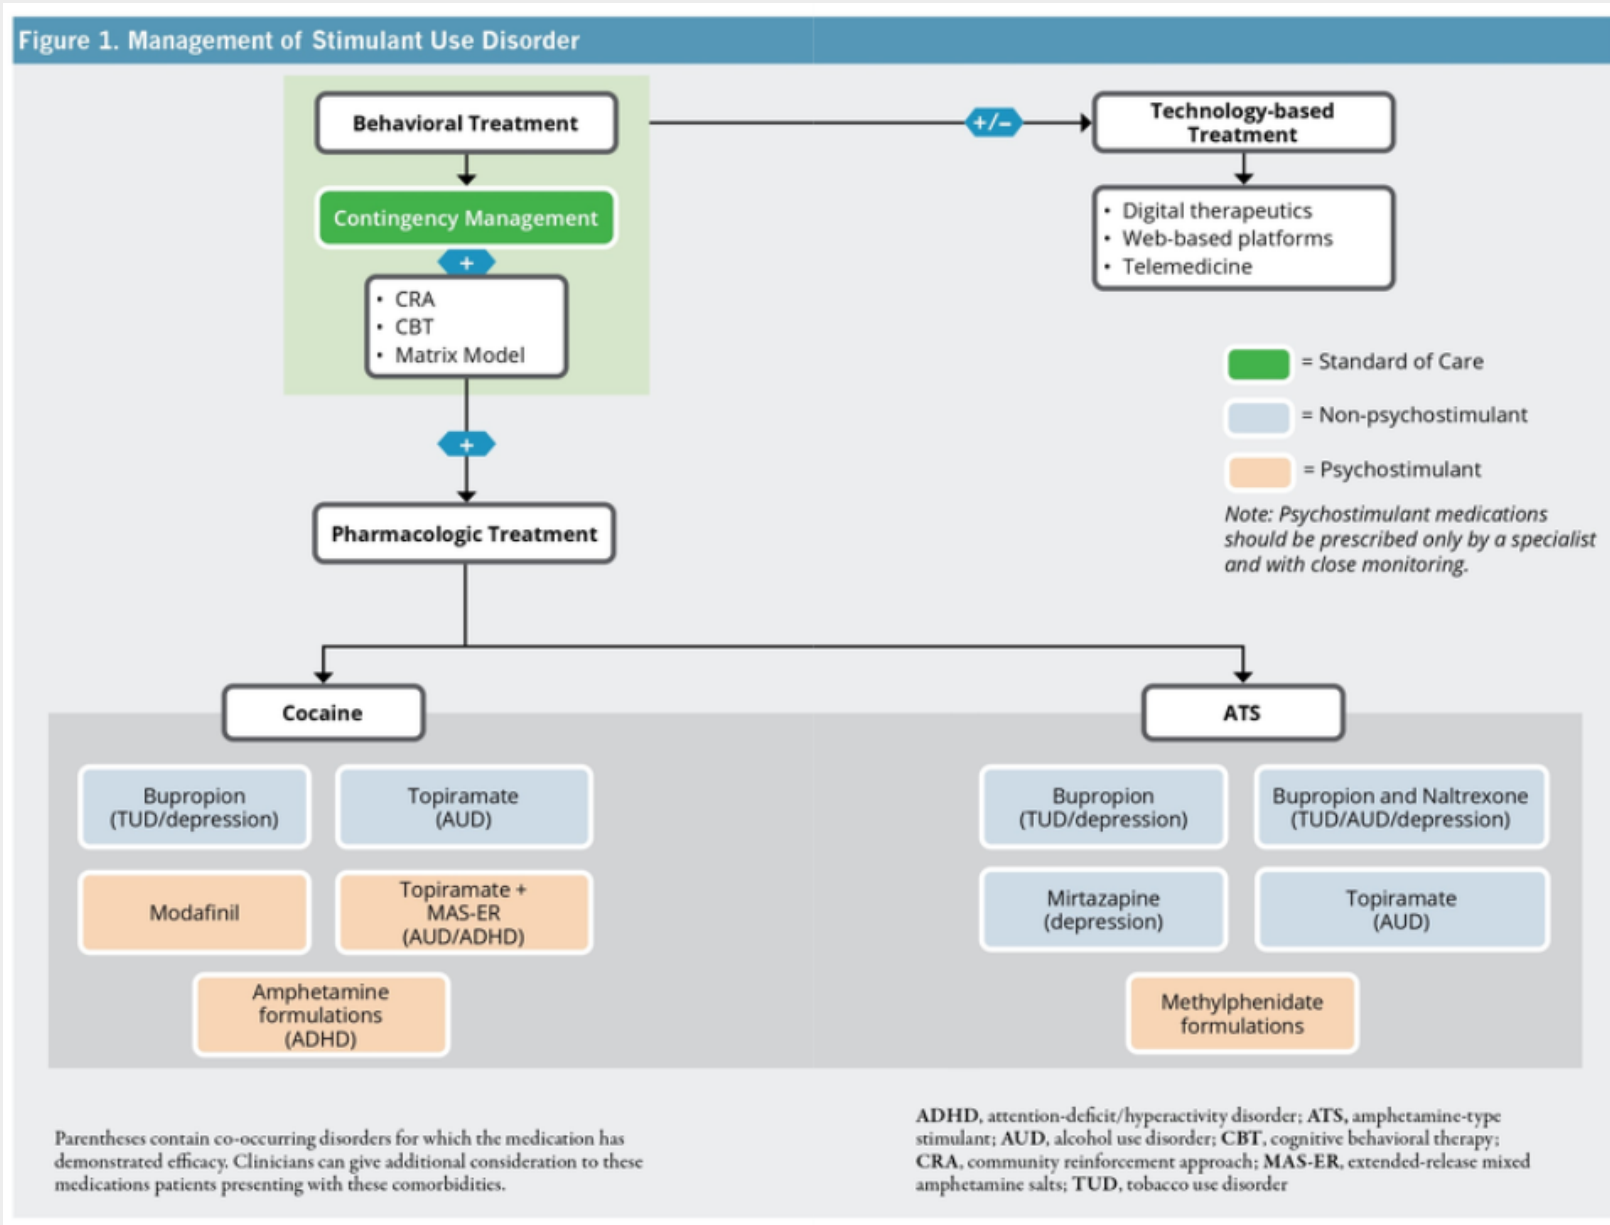 Figure 1. Management of Stimulant Use Disorder
Behavioral Treatment
+/−
Technology-based
Treatment
Contingency Management
+
• CRA
• CBT
• Matrix Model
• Digital therapeutics
• Web-based platforms
• Telemedicine
= Standard of Care
= Non-psychostimulant
= Psychostimulant
Note: Psychostimulant medications
should be prescribed only by a specialist
and with close monitoring.
+
Pharmacologic Treatment
Cocaine
Bupropion
(TUD/depression)
Topiramate
(AUD)
Modafinil
Topiramate +
MAS-ER
(AUD/ADHD)
Amphetamine
formulations
(ADHD)
ATS
Bupropion
(TUD/depression)
Bupropion and Naltrexone
(TUD/AUD/depression)
Mirtazapine
(depression)
Topiramate
(AUD)
Methylphenidate
formulations
Parentheses contain co-occurring disorders for which the medication has
demonstrated efficacy. Clinicians can give additional consideration to these
medications patients presenting with these comorbidities.
ADHD, attention-deficit/hyperactivity disorder; ATS, amphetamine-type
stimulant; AUD, alcohol use disorder; CBT, cognitive behavioral therapy;
CRA, community reinforcement approach; MAS-ER, extended-release mixed
amphetamine salts; TUD, tobacco use disorder